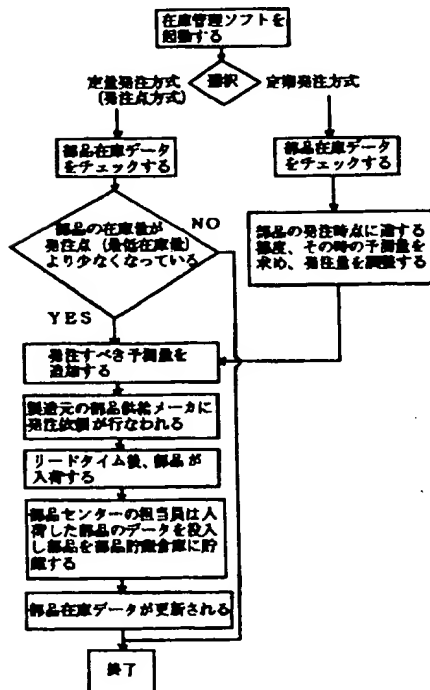 在庫管理ソフトを
起動する
選択
定量発注方式
(発注点方式)
定期発注方式
部品在庫データ
をチェックする
部品在庫データ
をチェックする
部品の在庫量が
発注点(最低在庫量)
より少なくなっている
NO
YES
部品の発注時点に達する
都度、その時の予測量を
求め、発注量を調整する
発注すべき予測量を
追加する
製造元の部品供給メーカに
発注依頼が行なわれる
リードタイム後、部品が
入荷する
部品センターの担当員は入
荷した部品のデータを投入
し部品を部品貯蔵倉庫に貯
蔵する
部品在庫データが更新される
終了